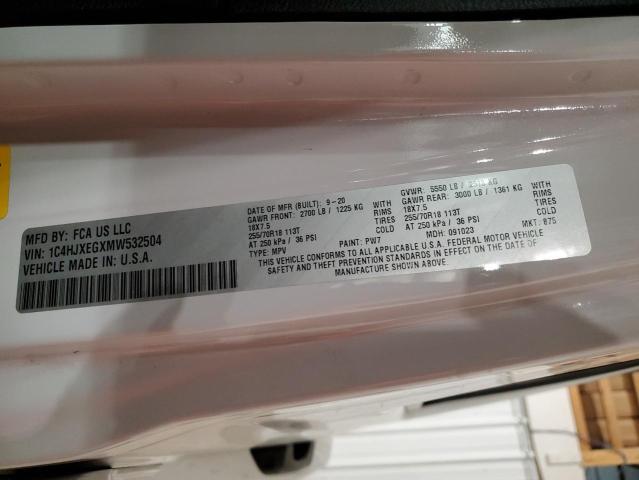 MFD BY: FCA US LLC
VIN: 1C4HJXEGXMW532504
VEHICLE MADE IN: U.S.A.
DATE OF MFR (BUILT): 9-20
GAWR FRONT: 2700 LB / 1225 KG WITH
18X7.5 RIMS
255/70R18 113T TIRES
AT 250 kPa / 36 PSI COLD
TYPE: MPV PAINT: PW7
GVWR: 5550 LB / KG
GAWR REAR: 3000 LB / 1361 KG WITH
18X7.5 RIMS
255/70R18 113T TIRES
AT 250 kPa / 36 PSI COLD
MDH: 091023 MKT: 875
THIS VEHICLE CONFORMS TO ALL APPLICABLE U.S.A. FEDERAL MOTOR VEHICLE
SAFETY AND THEFT PREVENTION STANDARDS IN EFFECT ON THE DATE OF
MANUFACTURE SHOWN ABOVE.